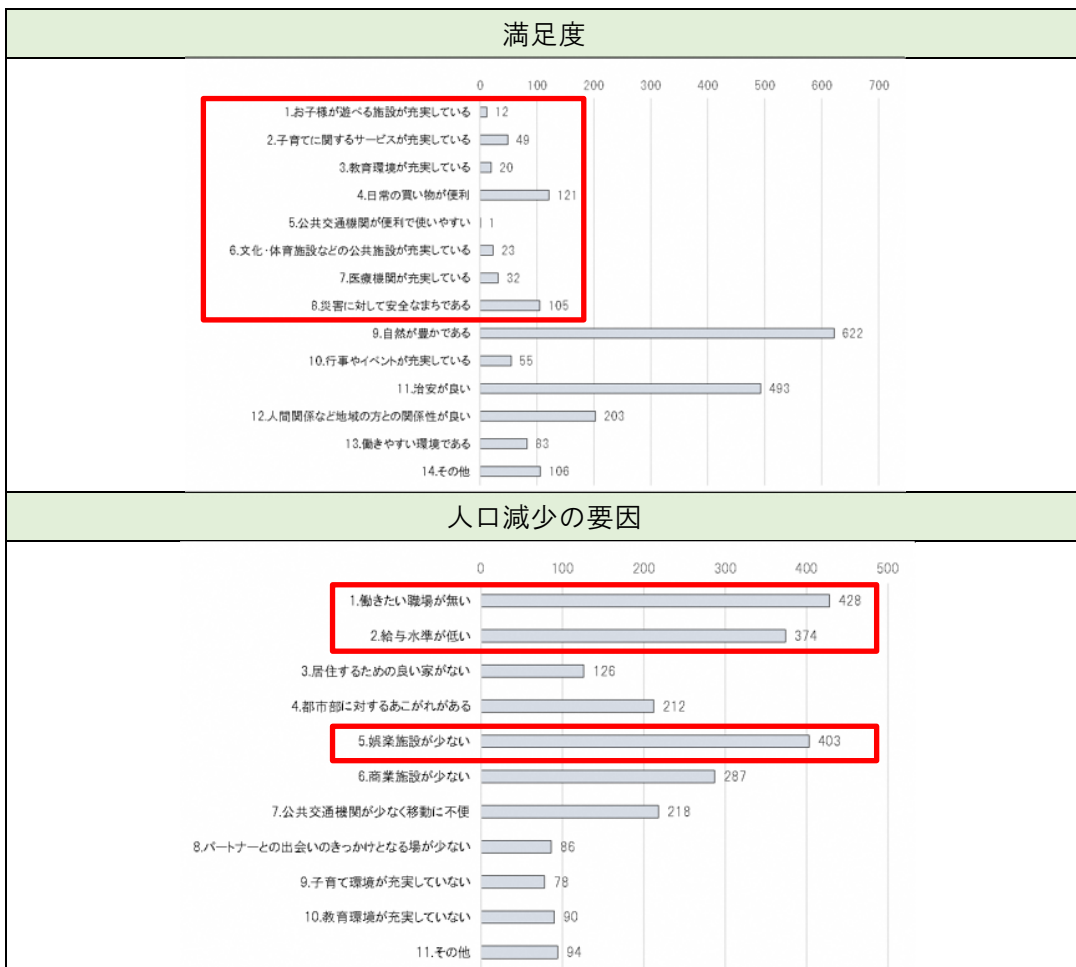 満足度
0 100 200 300 400 500 600 700
1.お子様が遊べる施設が充実している 12
2.子育てに関するサービスが充実している 49
3.教育環境が充実している 20
4.日常の買い物が便利 121
5.公共交通機関が便利で使いやすい 1
6.文化・体育施設などの公共施設が充実している 23
7.医療機関が充実している 32
8.災害に対して安全なまちである 105
9.自然が豊かである 622
10.行事やイベントが充実している 55
11.治安が良い 493
12.人間関係など地域の方との関係性が良い 203
13.働きやすい環境である 83
14.その他 106
人口減少の要因
0 100 200 300 400 500
1.働きたい職場が無い 428
2.給与水準が低い 374
3.居住するための良い家がない 126
4.都市部に対するあこがれがある 212
5.娯楽施設が少ない 403
6.商業施設が少ない 287
7.公共交通機関が少なく移動に不便 218
8.パートナーとの出会いのきっかけとなる場が少ない 86
9.子育て環境が充実していない 78
10.教育環境が充実していない 90
11.その他 94